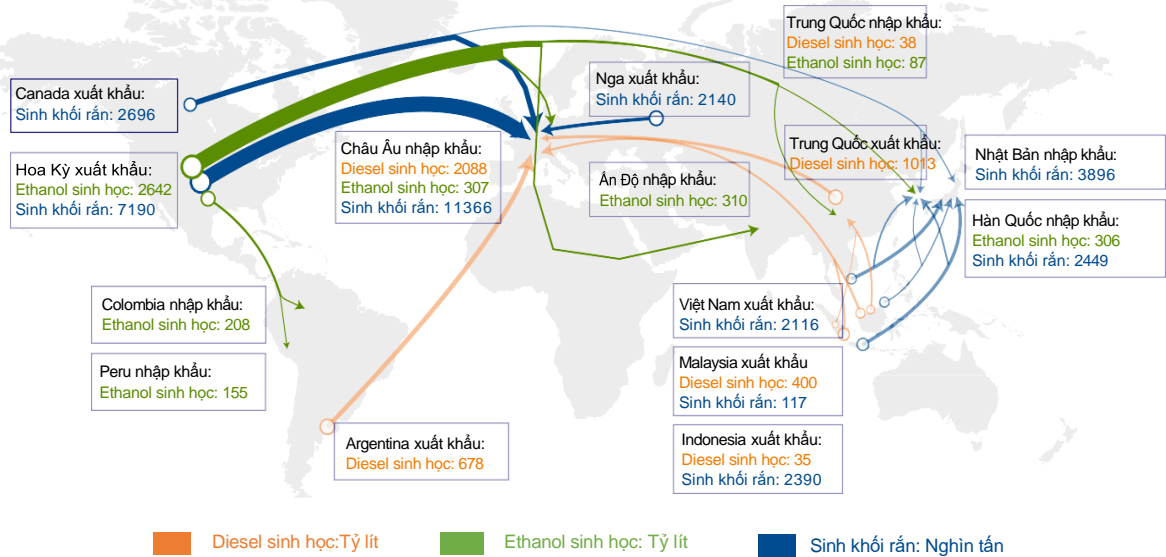 Trung Quốc nhập khẩu:
Diesel sinh học: 38
Ethanol sinh học: 87
Canada xuất khẩu:
Sinh khối rắn: 2696
Nga xuất khẩu:
Sinh khối rắn: 2140
Hoa Kỳ xuất khẩu:
Ethanol sinh học: 2642
Sinh khối rắn: 7190
Châu Âu nhập khẩu:
Diesel sinh học: 2088
Ethanol sinh học: 307
Sinh khối rắn: 11366
Ấn Độ nhập khẩu:
Ethanol sinh học: 310
Trung Quốc xuất khẩu:
Diesel sinh học: 1013
Nhật Bản nhập khẩu:
Sinh khối rắn: 3896
Hàn Quốc nhập khẩu:
Ethanol sinh học: 306
Sinh khối rắn: 2449
Colombia nhập khẩu:
Ethanol sinh học: 208
Peru nhập khẩu:
Ethanol sinh học: 155
Việt Nam xuất khẩu:
Sinh khối rắn: 2116
Malaysia xuất khẩu
Diesel sinh học: 400
Sinh khối rắn: 117
Argentina xuất khẩu:
Diesel sinh học: 678
Indonesia xuất khẩu:
Diesel sinh học: 35
Sinh khối rắn: 2390
Diesel sinh học:Tỷ lít
Ethanol sinh học: Tỷ lít
Sinh khối rắn: Nghìn tấn